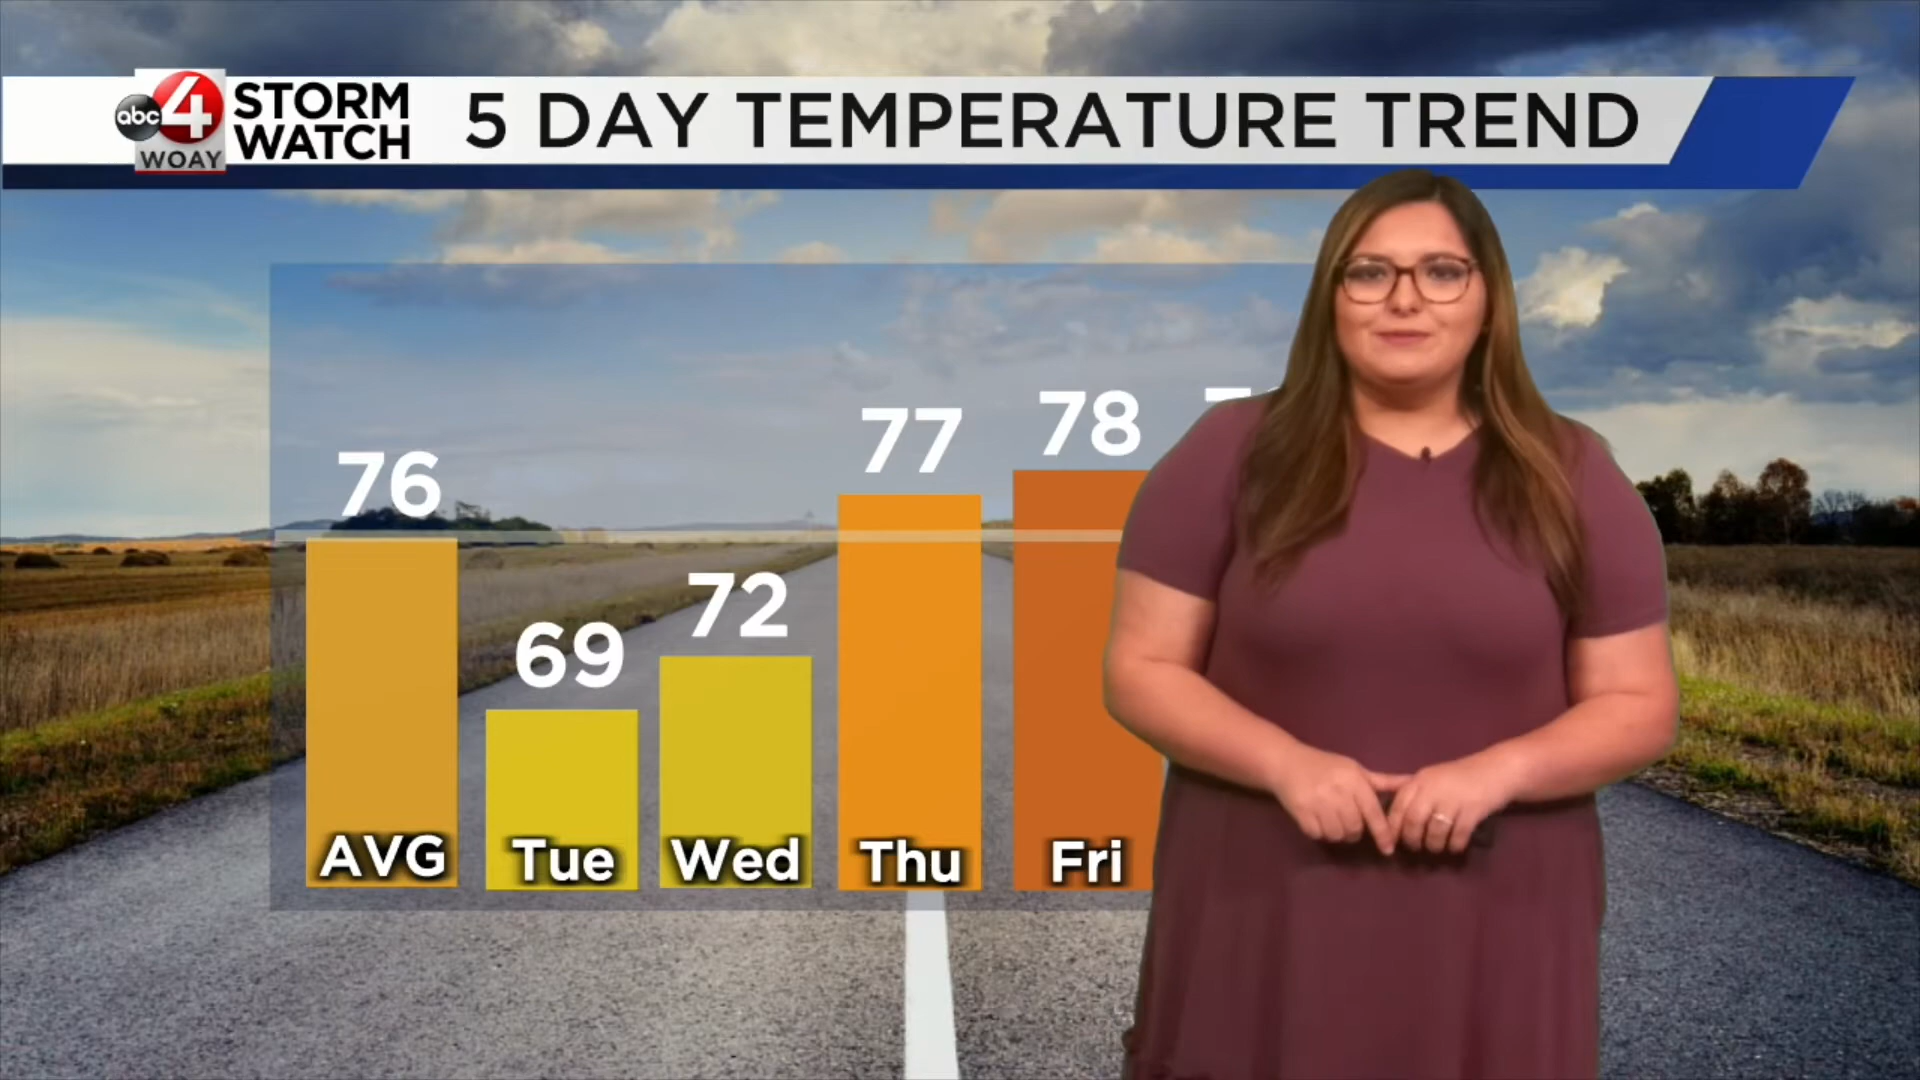 abc 4
WOAY
STORM
WATCH
5 DAY TEMPERATURE TREND
76
69
72
77
78
AVG
Tue
Wed
Thu
Fri